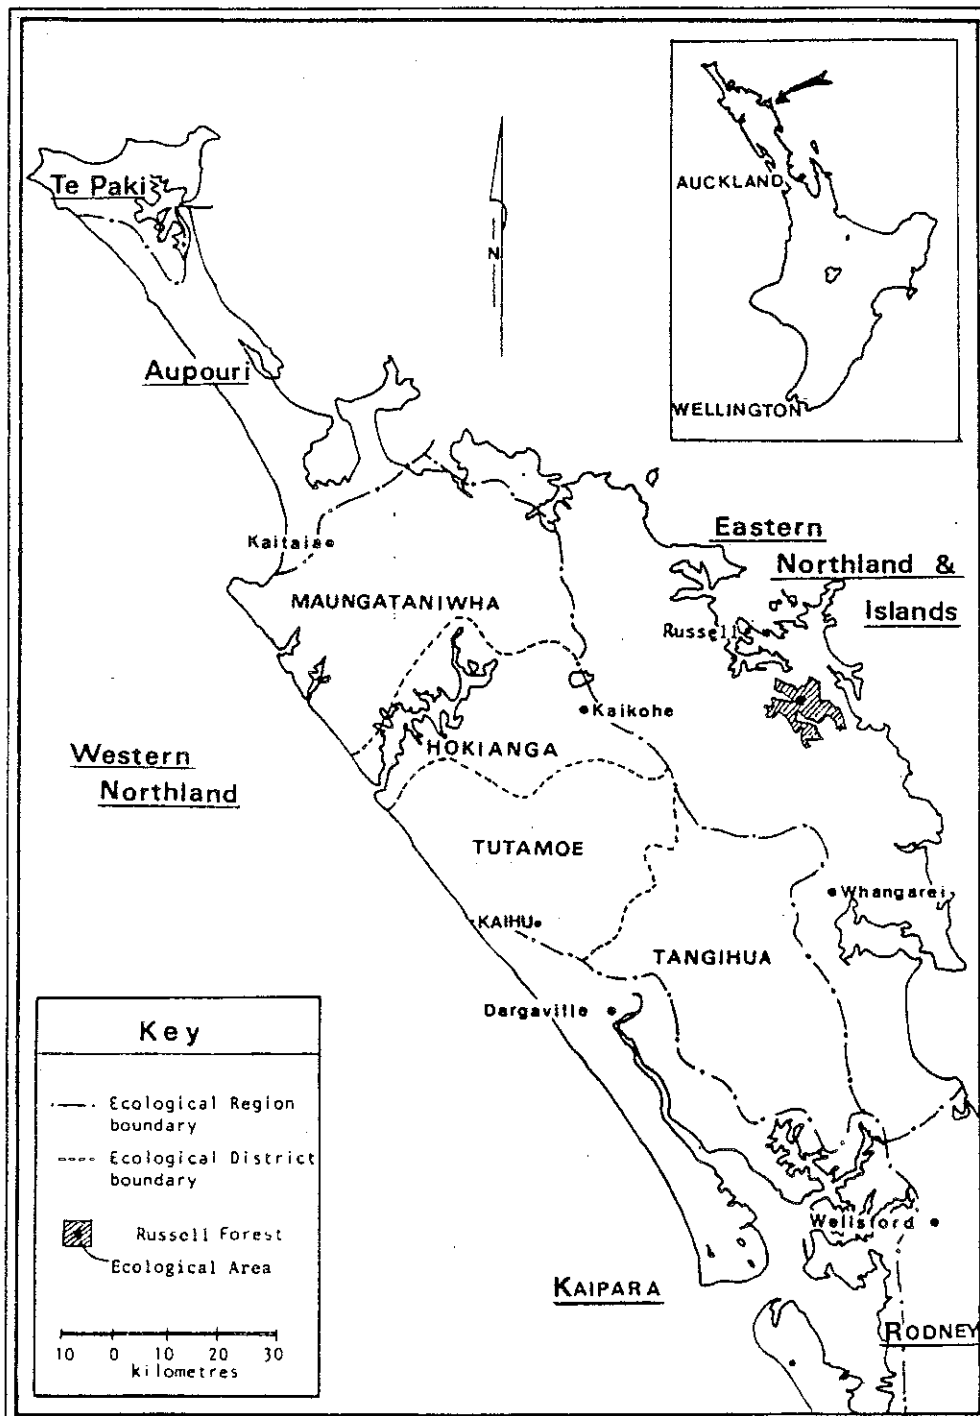 AUCKLAND
WELLINGTON
Te Paki
N
Aupouri
Kaitaia
MAUNGATANIWHA
Eastern
Northland &
Islands
Russell
Kaikohe
HOKIANGA
Western
Northland
TUTAMOE
Whangarei
KAIHU
TANGIHUA
Dargaville
Wellsford
KAIPARA
RODNEY
Key
Ecological Region
boundary
Ecological District
boundary
Russell Forest
Ecological Area
10 0 10 20 30
kilometres